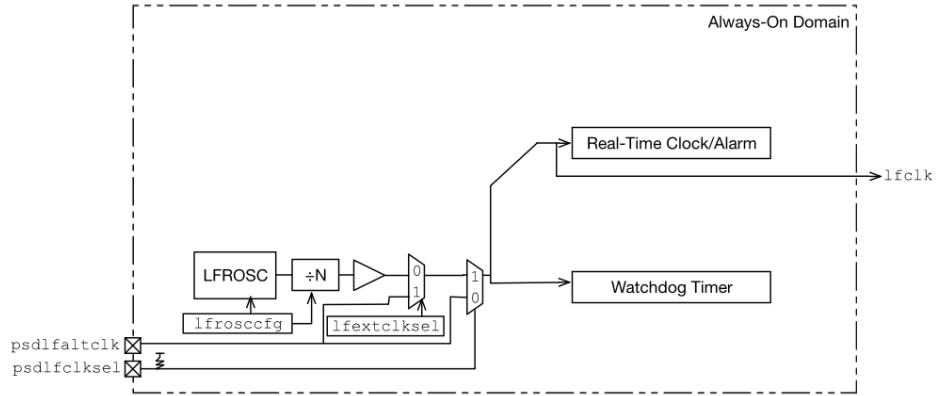 Always-On Domain
Real-Time Clock/Alarm
lfclk
LFROSC
÷N
0
1
1
0
Watchdog Timer
lfrosccfg
lfextclksel
psdlfaltclk
psdlfclksel